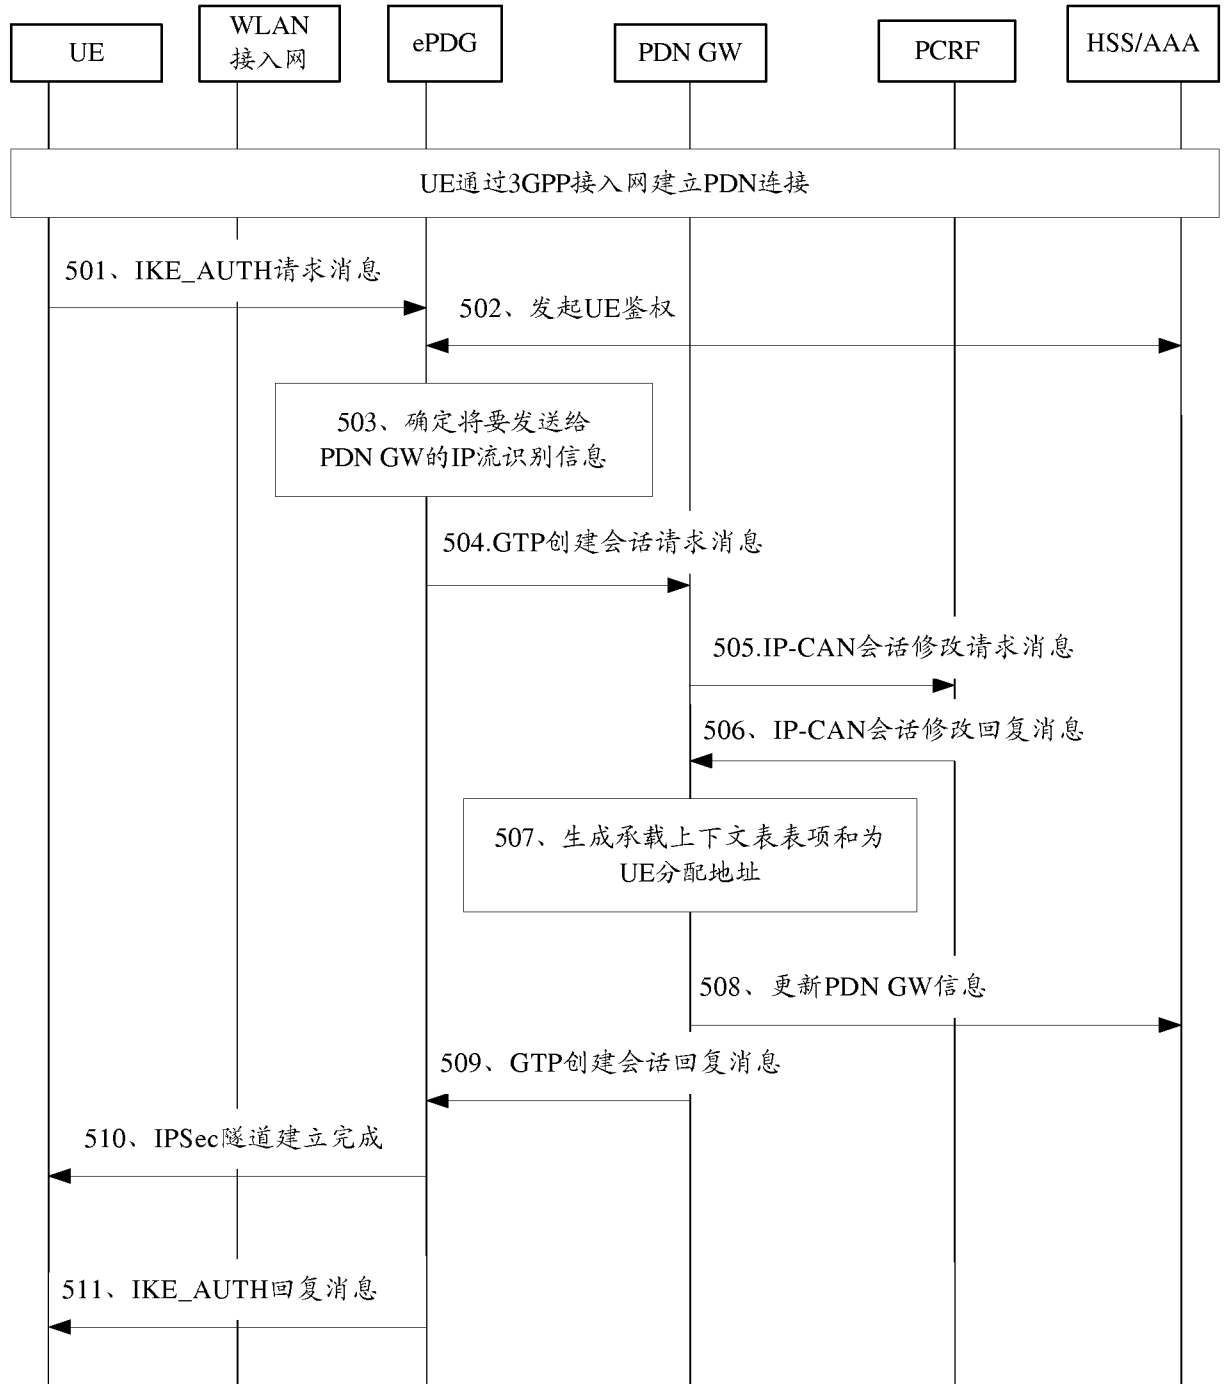 UE
WLAN
接入网
ePDG
PDN GW
PCRF
HSS/AAA
UE通过3GPP接入网建立PDN连接
501、IKE_AUTH请求消息
502、发起UE鉴权
503、确定将要发送给
PDN GW的IP流识别信息
504.GTP创建会话请求消息
505.IP-CAN会话修改请求消息
506、IP-CAN会话修改回复消息
507、生成承载上下文表表项和为
UE分配地址
508、更新PDN GW信息
509、GTP创建会话回复消息
510、IPSec隧道建立完成
511、IKE_AUTH回复消息